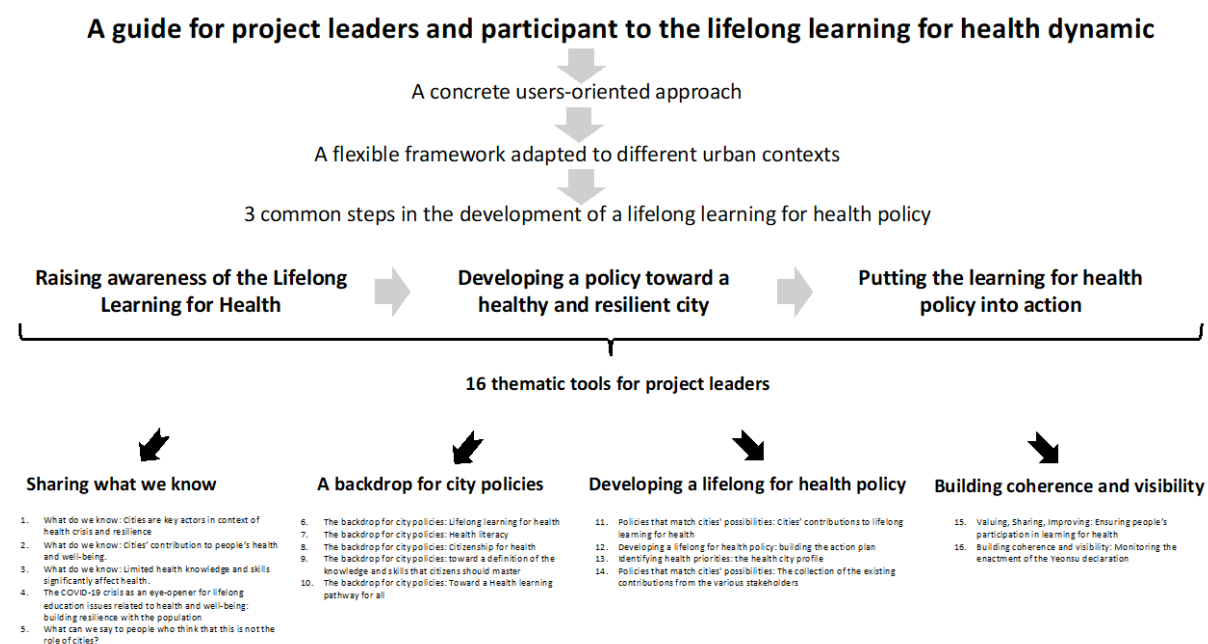 A guide for project leaders and participant to the lifelong learning for health dynamic
A concrete users-oriented approach
A flexible framework adapted to different urban contexts
3 common steps in the development of a lifelong learning for health policy
Raising awareness of the Lifelong
Learning for Health
Developing a policy toward a
healthy and resilient city
Putting the learning for health
policy into action
16 thematic tools for project leaders
Sharing what we know
1. What do we know: Cities are key actors in context of
health crisis and resilience
2. What do we know: Cities' contribution to people's health
and well-being.
3. What do we know: Limited health knowledge and skills
significantly affect health.
4. The COVID-19 crisis as an eye-opener for lifelong
education issues related to health and well-being:
building resilience with the population
5. What can we say to people who think that this is not the
role of cities?
A backdrop for city policies
6. The backdrop for city policies: Lifelong learning for health
7. The backdrop for city policies: Health literacy
8. The backdrop for city policies: Citizenship for health
9. The backdrop for city policies: toward a definition of the
knowledge and skills that citizens should master
10. The backdrop for city policies: Toward a Health learning
pathway for all
Developing a lifelong for health policy
11. Policies that match cities' possibilities: Cities' contributions to lifelong
learning for health
12. Developing a lifelong for health policy: building the action plan
13. Identifying health priorities: the health city profile
14. Policies that match cities' possibilities: The collection of the existing
contributions from the various stakeholders
Building coherence and visibility
15. Valuing, Sharing, Improving: Ensuring people's
participation in learning for health
16. Building coherence and visibility: Monitoring the
enactment of the Yeonsu declaration